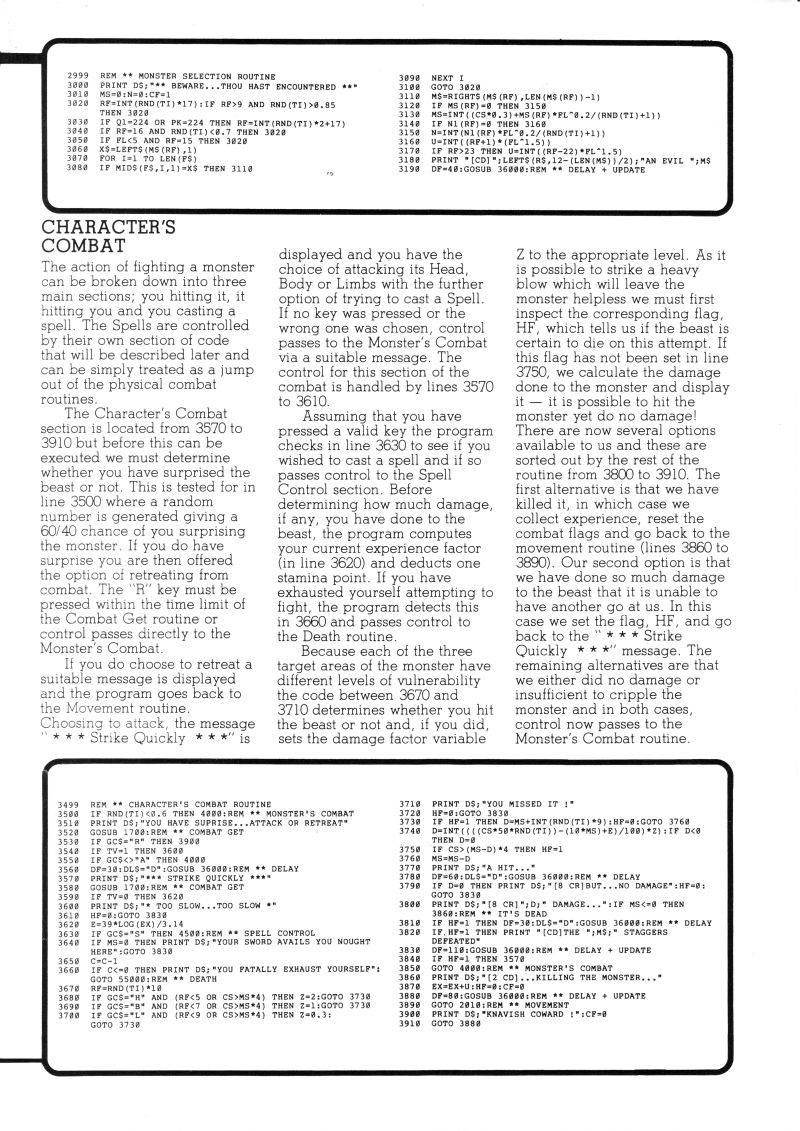 2999 REM ** MONSTER SELECTION ROUTINE
3000 PRINT D$;"** BEWARE...THOU HAST ENCOUNTERED **"
3010 MS=0:N=0:CF=1
3020 RF=INT(RND(TI)*17):IF RF>9 AND RND(TI)>0.85
THEN 3020
3030 IF Q1=224 OR PK=224 THEN RF=INT(RND(TI)*2+17)
3040 IF RF=16 AND RND(TI)<0.7 THEN 3020
3050 IF FL<5 AND RF=15 THEN 3020
3060 X$=LEFT$(M$(RF),1)
3070 FOR I=1 TO LEN(F$)
3080 IF MID$(F$,I,1)=X$ THEN 3110
3090 NEXT I
3100 GOTO 3020
3110 M$=RIGHT$(M$(RF),LEN(M$(RF))-1)
3120 IF MS(RF)=0 THEN 3150
3130 MS=INT((CS*0.3)+MS(RF)*FL^0.2/(RND(TI)+1))
3140 IF N1(RF)=0 THEN 3160
3150 N=INT(N1(RF)*FL^0.2/(RND(TI)+1))
3160 U=INT((RF+1)*(FL^1.5))
3170 IF RF>23 THEN U=INT((RF-22)*FL^1.5)
3180 PRINT "[CD]";LEFT$(R$,12-(LEN(M$))/2);"AN EVIL ";M$
3190 DF=40:GOSUB 36000:REM ** DELAY + UPDATE
CHARACTER'S
COMBAT
The action of fighting a monster
can be broken down into three
main sections; you hitting it, it
hitting you and you casting a
spell. The Spells are controlled
by their own section of code
that will be described later and
can be simply treated as a jump
out of the physical combat
routines.
The Character's Combat
section is located from 3570 to
3910 but before this can be
executed we must determine
whether you have surprised the
beast or not. This is tested for in
line 3500 where a random
number is generated giving a
60/40 chance of you surprising
the monster. If you do have
surprise you are then offered
the option of retreating from
combat. The "R" key must be
pressed within the time limit of
the Combat Get routine or
control passes directly to the
Monster's Combat.
If you do choose to retreat a
suitable message is displayed
and the program goes back to
the Movement routine.
Choosing to attack, the message
" * * * Strike Quickly * * *" is
displayed and you have the
choice of attacking its Head,
Body or Limbs with the further
option of trying to cast a Spell.
If no key was pressed or the
wrong one was chosen, control
passes to the Monster's Combat
via a suitable message. The
control for this section of the
combat is handled by lines 3570
to 3610.
Assuming that you have
pressed a valid key the program
checks in line 3630 to see if you
wished to cast a spell and if so
passes control to the Spell
Control section. Before
determining how much damage,
if any, you have done to the
beast, the program computes
your current experience factor
(in line 3620) and deducts one
stamina point. If you have
exhausted yourself attempting to
fight, the program detects this
in 3660 and passes control to
the Death routine.
Because each of the three
target areas of the monster have
different levels of vulnerability
the code between 3670 and
3710 determines whether you hit
the beast or not and, if you did,
sets the damage factor variable
Z to the appropriate level. As it
is possible to strike a heavy
blow which will leave the
monster helpless we must first
inspect the corresponding flag,
HF, which tells us if the beast is
certain to die on this attempt. If
this flag has not been set in line
3750, we calculate the damage
done to the monster and display
it — it is possible to hit the
monster yet do no damage!
There are now several options
available to us and these are
sorted out by the rest of the
routine from 3800 to 3910. The
first alternative is that we have
killed it, in which case we
collect experience, reset the
combat flags and go back to the
movement routine (lines 3860 to
3890). Our second option is that
we have done so much damage
to the beast that it is unable to
have another go at us. In this
case we set the flag, HF, and go
back to the " * * * Strike
Quickly * * *" message. The
remaining alternatives are that
we either did no damage or
insufficient to cripple the
monster and in both cases,
control now passes to the
Monster's Combat routine.
3499 REM ** CHARACTER'S COMBAT ROUTINE
3500 IF RND(TI)<0.6 THEN 4000:REM ** MONSTER'S COMBAT
3510 PRINT D$;"YOU HAVE SUPRISE...ATTACK OR RETREAT"
3520 GOSUB 1700:REM ** COMBAT GET
3530 IF GC$="R" THEN 3900
3540 IF TV=1 THEN 3600
3550 IF GC$<>"A" THEN 4000
3560 DF=30:DL$="D":GOSUB 36000:REM ** DELAY
3570 PRINT D$;"*** STRIKE QUICKLY ***"
3580 GOSUB 1700:REM ** COMBAT GET
3590 IF TV=0 THEN 3620
3600 PRINT D$;"* TOO SLOW...TOO SLOW *"
3610 HF=0:GOTO 3830
3620 E=39*LOG(EX)/3.14
3630 IF GC$="S" THEN 4500:REM ** SPELL CONTROL
3640 IF MS=0 THEN PRINT D$;"YOUR SWORD AVAILS YOU NOUGHT
HERE":GOTO 3830
3650 C=C-1
3660 IF C<=0 THEN PRINT D$;"YOU FATALLY EXHAUST YOURSELF":
GOTO 55000:REM ** DEATH
3670 RF=RND(TI)*10
3680 IF GC$="H" AND (RF<5 OR CS>MS*4) THEN Z=2:GOTO 3730
3690 IF GC$="B" AND (RF<7 OR CS>MS*4) THEN Z=1:GOTO 3730
3700 IF GC$="L" AND (RF<9 OR CS>MS*4) THEN Z=0.3:
GOTO 3730
3710 PRINT D$;"YOU MISSED IT !"
3720 HF=0:GOTO 3830
3730 IF HF=1 THEN D=MS+INT(RND(TI)*9):HF=0:GOTO 3760
3740 D=INT((((CS*50*RND(TI))-(10*MS)+E)/100)*Z):IF D<0
THEN D=0
3750 IF CS>(MS-D)*4 THEN HF=1
3760 MS=MS-D
3770 PRINT D$;"A HIT..."
3780 DF=60:DL$="D":GOSUB 36000:REM ** DELAY
3790 IF D=0 THEN PRINT D$;"[8 CR]BUT...NO DAMAGE":HF=0:
GOTO 3830
3800 PRINT D$;"[8 CR]";D;" DAMAGE...":IF MS<=0 THEN
3860:REM ** IT'S DEAD
3810 IF HF=1 THEN DF=30:DL$="D":GOSUB 36000:REM ** DELAY
3820 IF.HF=1 THEN PRINT "[CD]THE ";M$;" STAGGERS
DEFEATED"
3830 DF=110:GOSUB 36000:REM ** DELAY + UPDATE
3840 IF HF=1 THEN 3570
3850 GOTO 4000:REM ** MONSTER'S COMBAT
3860 PRINT D$;"[2 CD]...KILLING THE MONSTER..."
3870 EX=EX+U:HF=0:CF=0
3880 DF=80:GOSUB 36000:REM ** DELAY + UPDATE
3890 GOTO 2010:REM ** MOVEMENT
3900 PRINT D$;"KNAVISH COWARD !":CF=0
3910 GOTO 3880